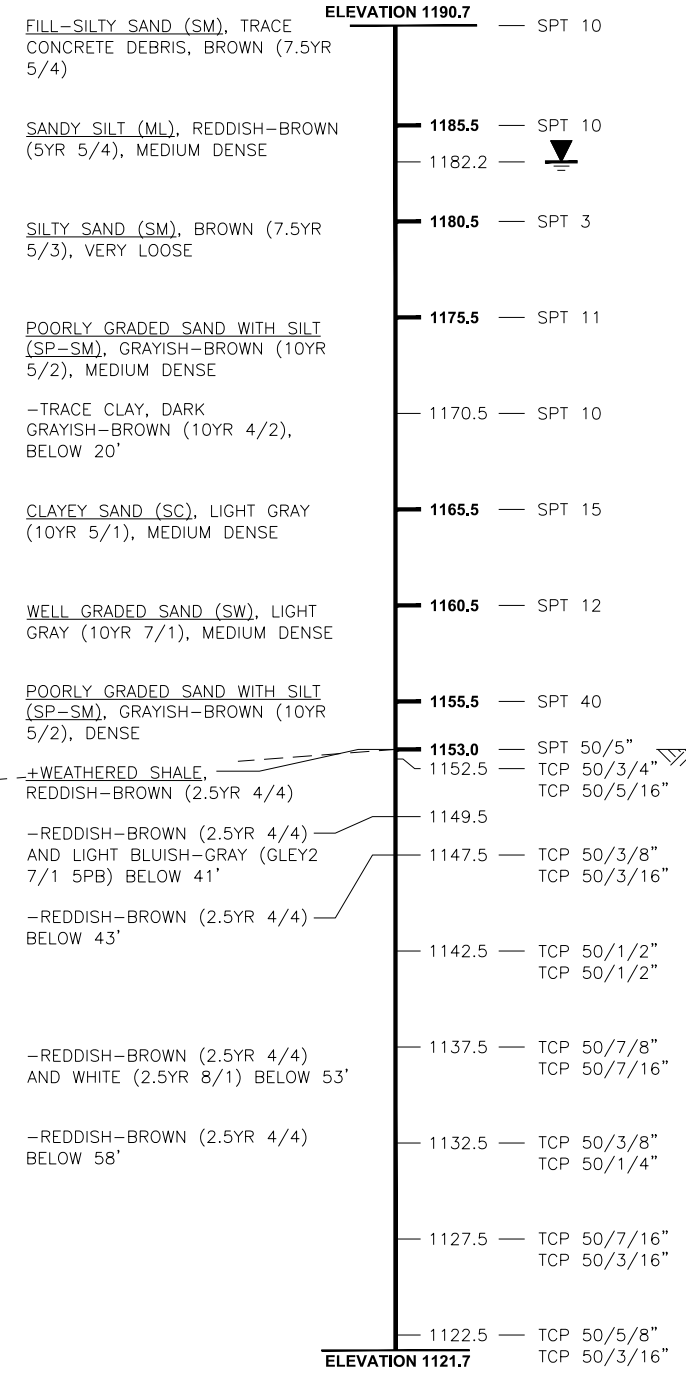 ELEVATION 1190.7
FILL-SILTY SAND (SM), TRACE
CONCRETE DEBRIS, BROWN (7.5YR
5/4)
SPT 10
SANDY SILT (ML), REDDISH-BROWN
(5YR 5/4), MEDIUM DENSE
1185.5 — SPT 10
1182.2 —
SILTY SAND (SM), BROWN (7.5YR
5/3), VERY LOOSE
1180.5 — SPT 3
POORLY GRADED SAND WITH SILT
(SP-SM), GRAYISH-BROWN (10YR
5/2), MEDIUM DENSE
1175.5 — SPT 11
-TRACE CLAY, DARK
GRAYISH-BROWN (10YR 4/2),
BELOW 20'
1170.5 — SPT 10
CLAYEY SAND (SC), LIGHT GRAY
(10YR 5/1), MEDIUM DENSE
1165.5 — SPT 15
WELL GRADED SAND (SW), LIGHT
GRAY (10YR 7/1), MEDIUM DENSE
1160.5 — SPT 12
POORLY GRADED SAND WITH SILT
(SP-SM), GRAYISH-BROWN (10YR
5/2), DENSE
1155.5 — SPT 40
+WEATHERED SHALE,
REDDISH-BROWN (2.5YR 4/4)
1153.0 — SPT 50/5"
1152.5 — TCP 50/3/4"
TCP 50/5/16"
-REDDISH-BROWN (2.5YR 4/4)
AND LIGHT BLUISH-GRAY (GLEY2
7/1 5PB) BELOW 41'
1149.5
-REDDISH-BROWN (2.5YR 4/4)
BELOW 43'
1147.5 — TCP 50/3/8"
TCP 50/3/16"
1142.5 — TCP 50/1/2"
TCP 50/1/2"
-REDDISH-BROWN (2.5YR 4/4)
AND WHITE (2.5YR 8/1) BELOW 53'
1137.5 — TCP 50/7/8"
TCP 50/7/16"
-REDDISH-BROWN (2.5YR 4/4)
BELOW 58'
1132.5 — TCP 50/3/8"
TCP 50/1/4"
1127.5 — TCP 50/7/16"
TCP 50/3/16"
1122.5 — TCP 50/5/8"
TCP 50/3/16"
ELEVATION 1121.7